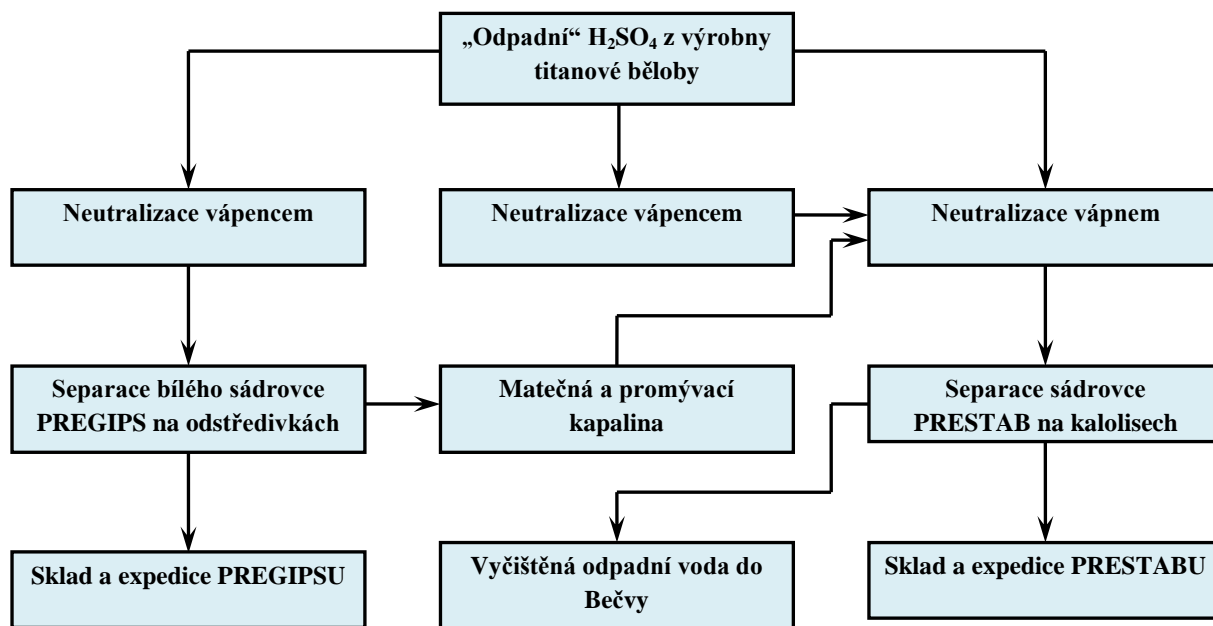 „Odpadní“ H₂SO₄ z výrobny
titanové běloby
Neutralizace vápencem
Neutralizace vápencem
Neutralizace vápnem
Separace bílého sádrovce
PREGIPS na odstředivkách
Matečná a promývací
kapalina
Separace sádrovce
PRESTAB na kalolisech
Sklad a expedice PREGIPSU
Vyčištěná odpadní voda do
Bečvy
Sklad a expedice PRESTABU